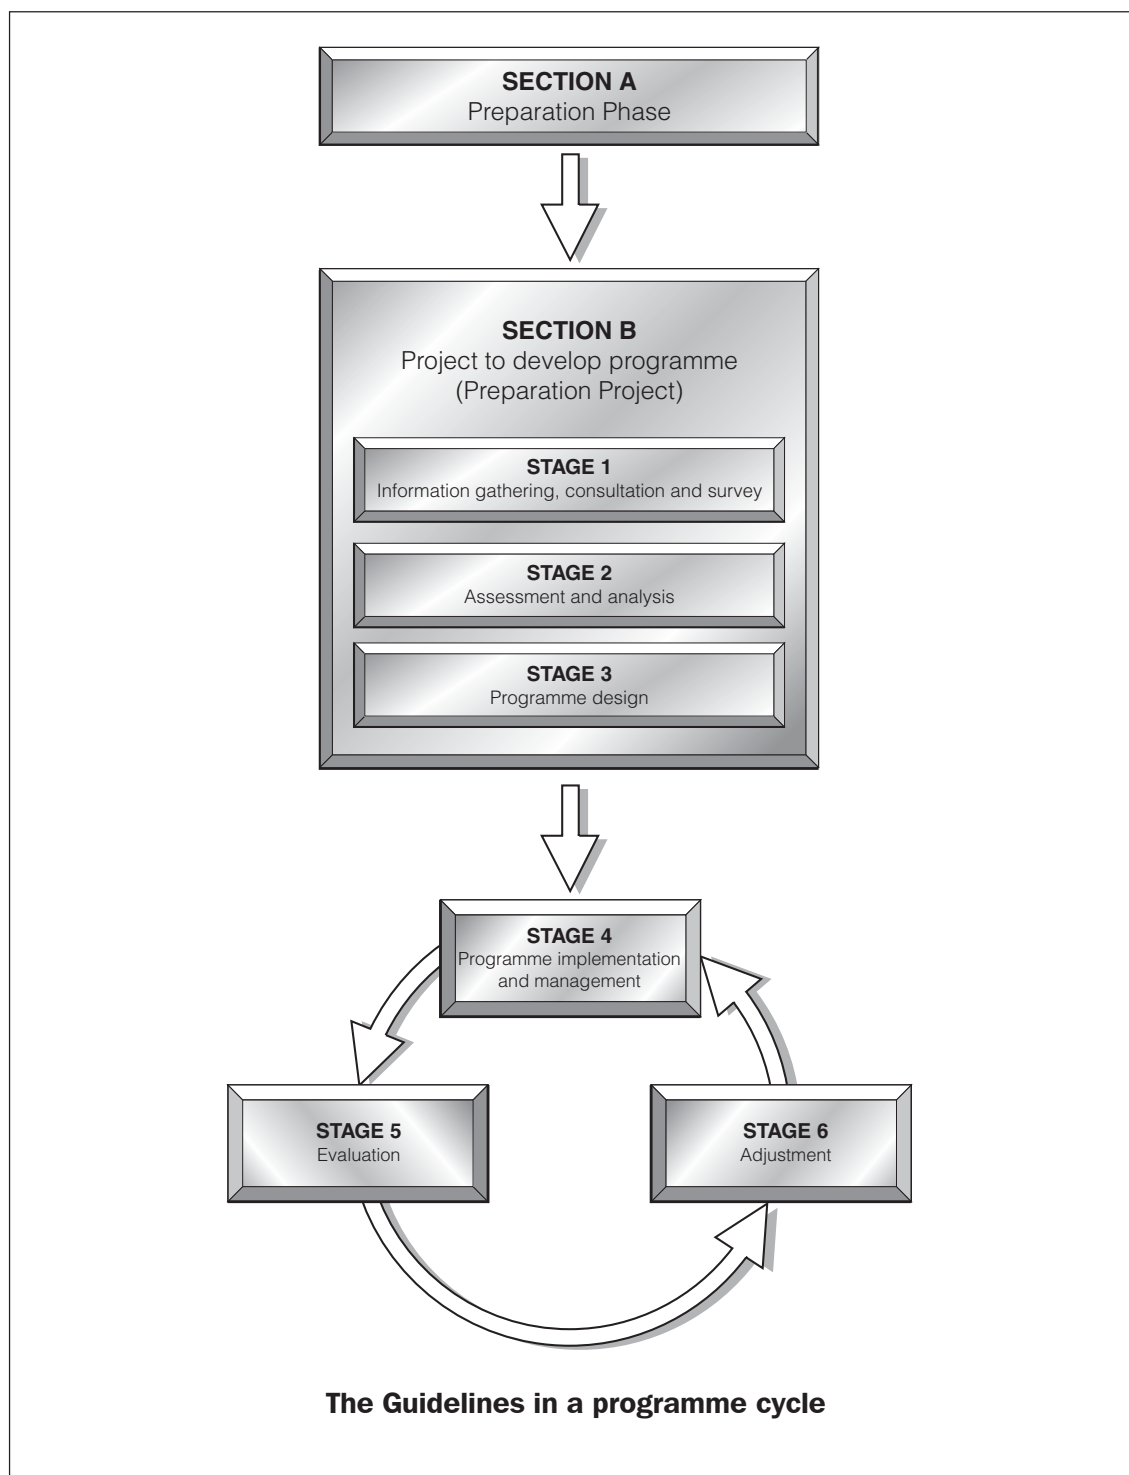 SECTION A
Preparation Phase
SECTION B
Project to develop programme
(Preparation Project)
STAGE 1
Information gathering, consultation and survey
STAGE 2
Assessment and analysis
STAGE 3
Programme design
STAGE 4
Programme implementation
and management
STAGE 5
Evaluation
STAGE 6
Adjustment
The Guidelines in a programme cycle